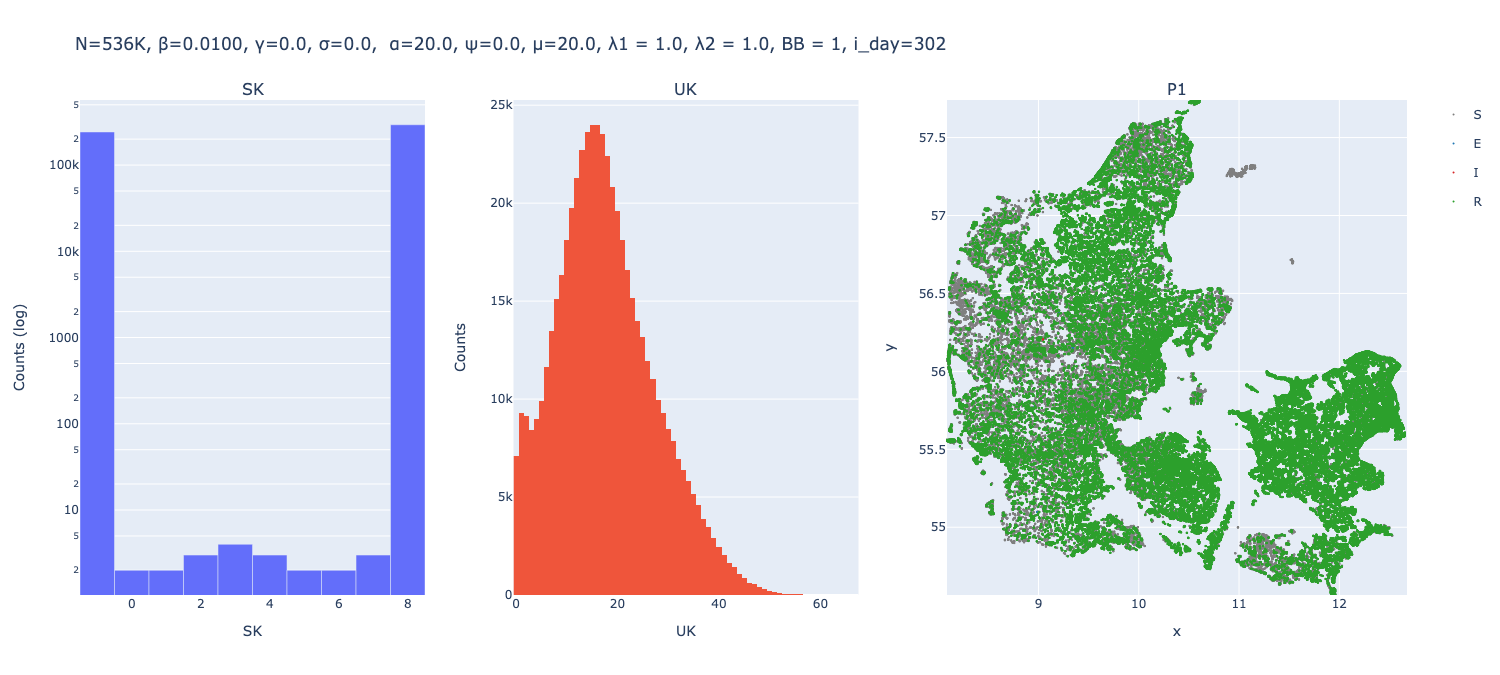 N=536K, β=0.0100, γ=0.0, σ=0.0,  α=20.0, ψ=0.0, μ=20.0, λ1 = 1.0, λ2 = 1.0, BB = 1, i_day=302
SK
UK
P1
5
2
100k
5
2
10k
5
2
1000
5
2
100
5
2
10
5
2
Counts (log)
0
2
4
6
8
SK
25k
20k
15k
10k
5k
0
Counts
0
20
40
60
UK
57.5
57
56.5
56
55.5
55
y
9
10
11
12
x
S
E
I
R